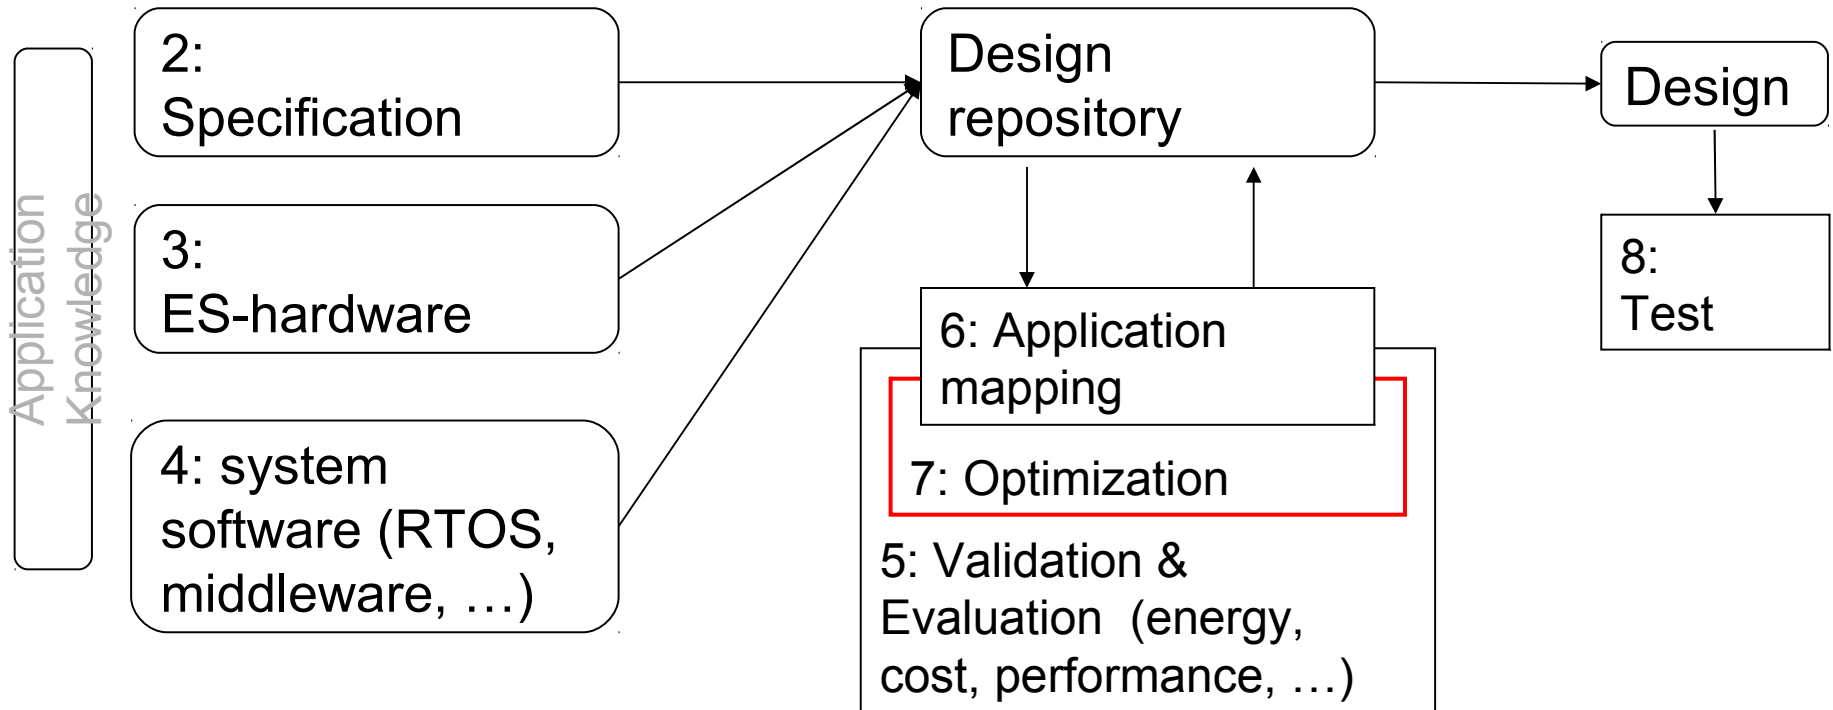 Application
Knowledge
2:
Specification
3:
ES-hardware
4: system
software (RTOS,
middleware, …)
Design
repository
6: Application
mapping
7: Optimization
5: Validation &
Evaluation  (energy,
cost, performance, …)
Design
8:
Test